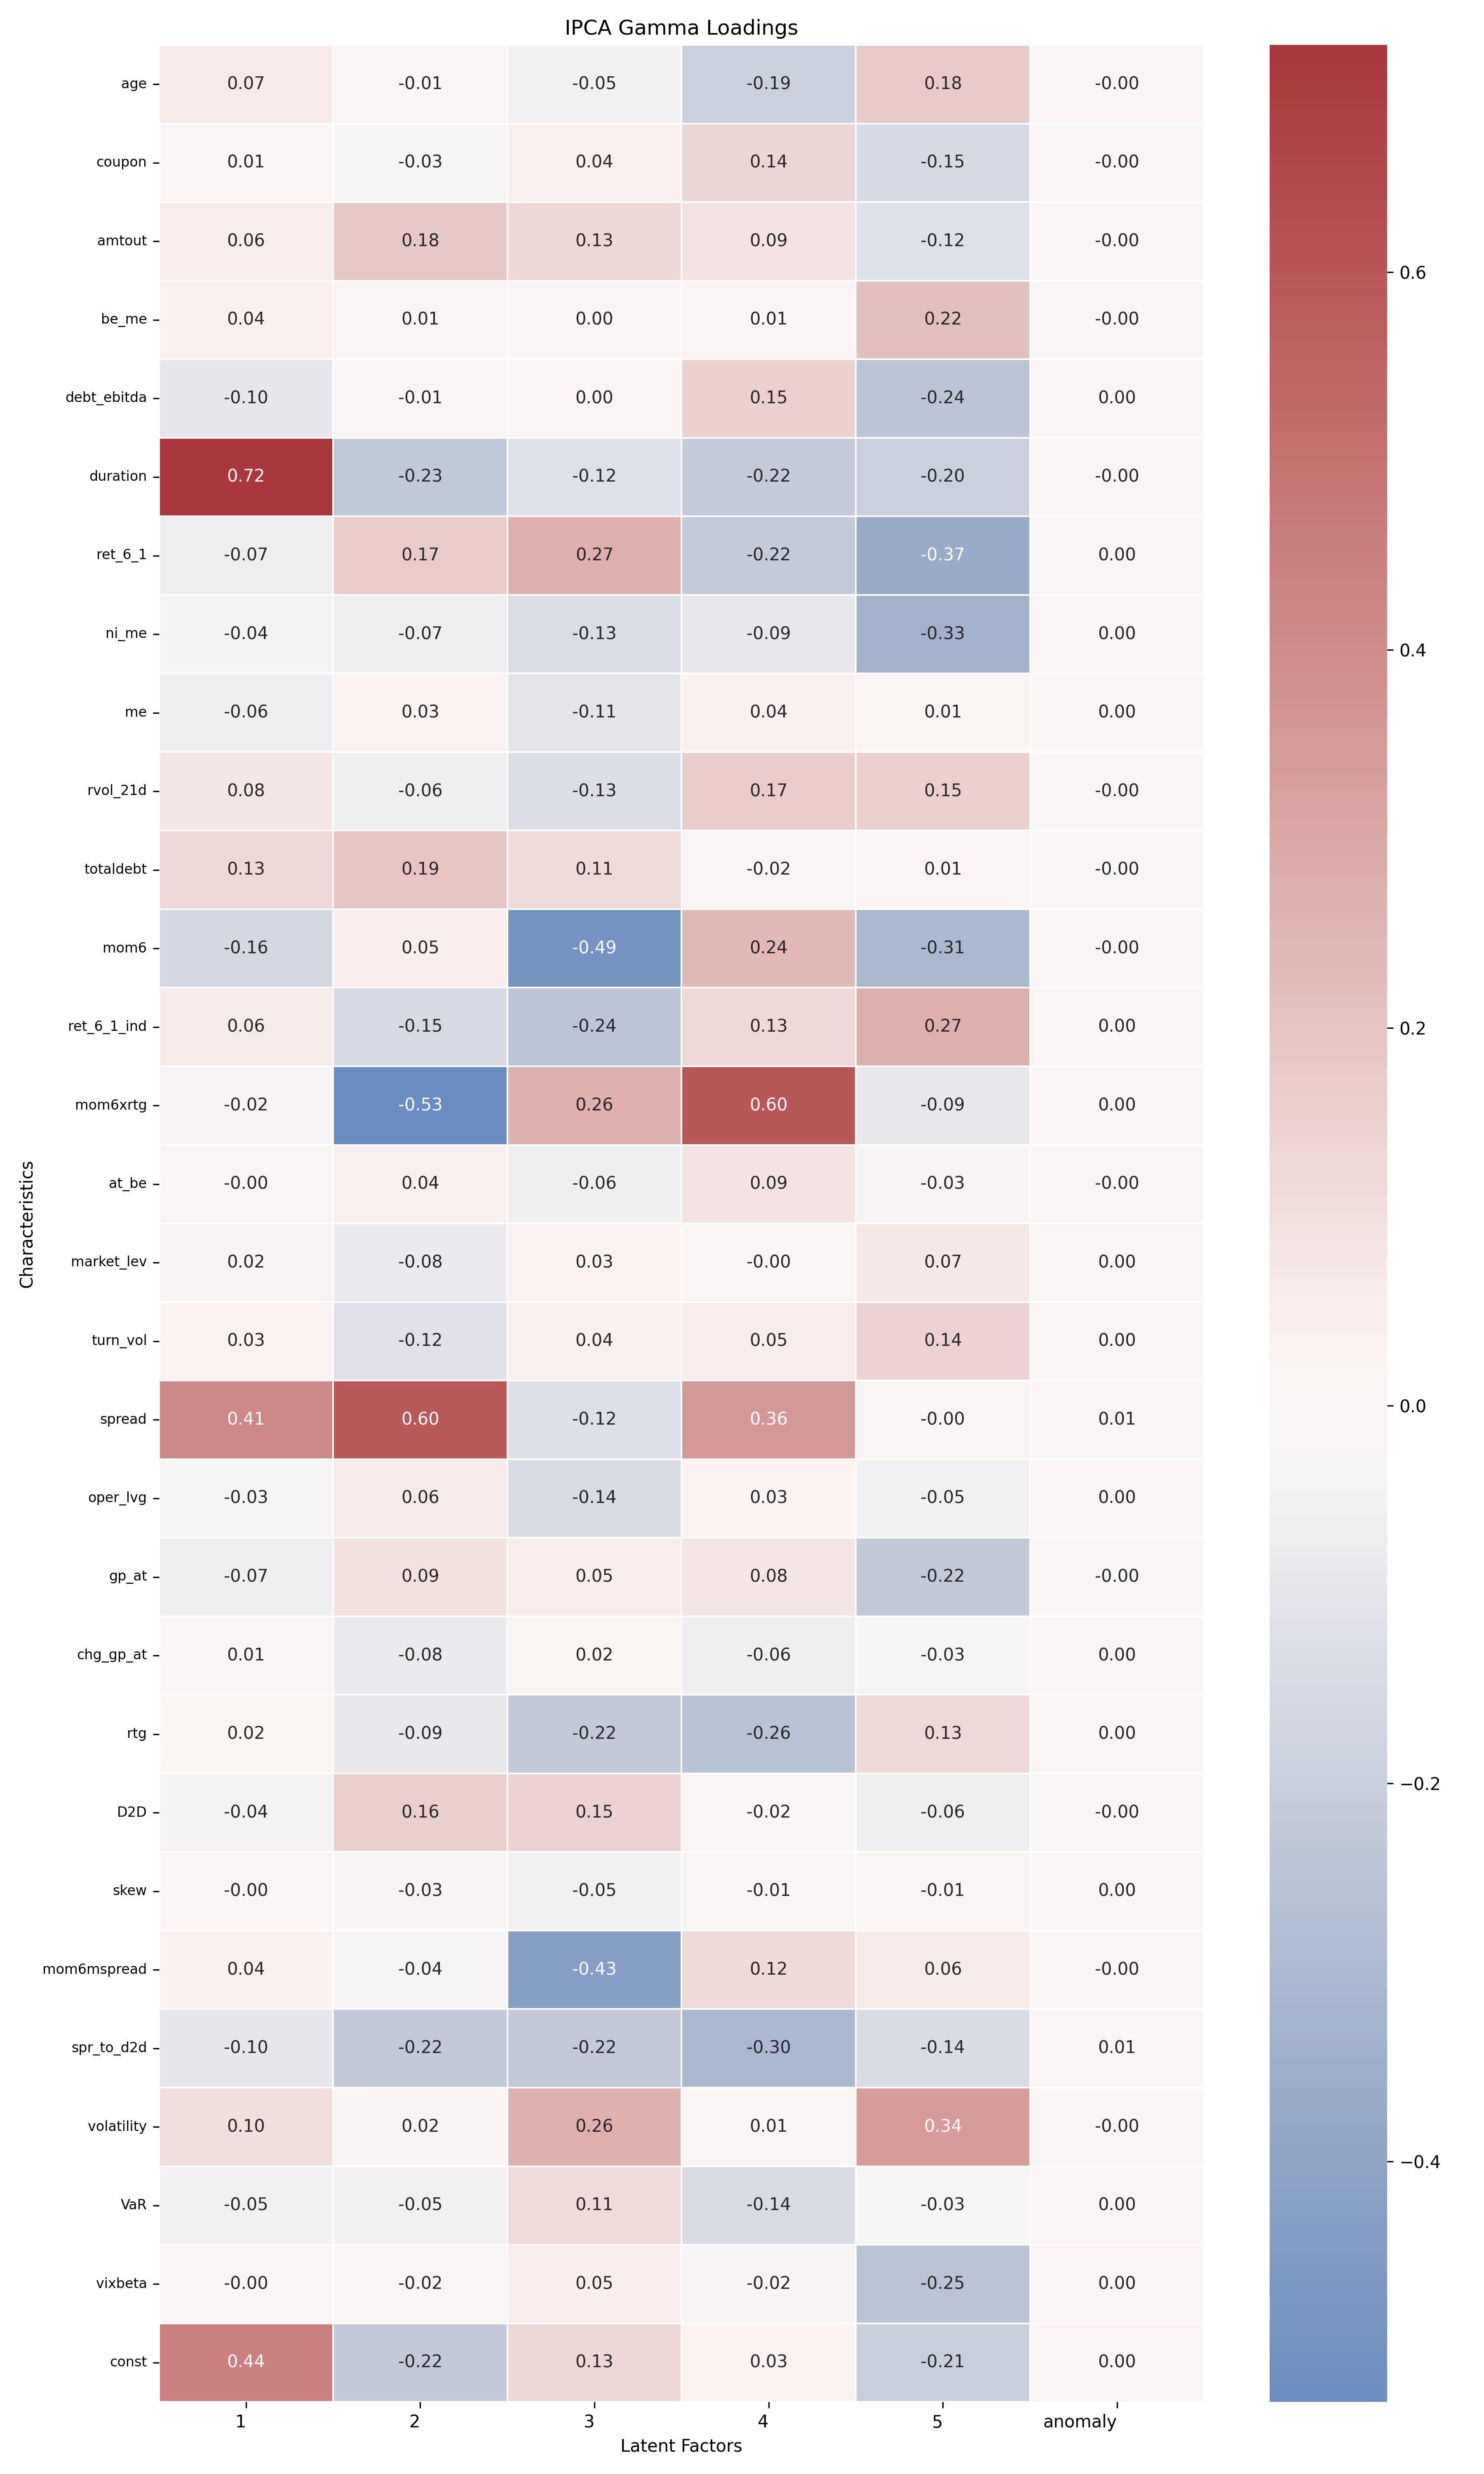 IPCA Gamma Loadings
age 0.07 -0.01 -0.05 -0.19 0.18 -0.00
coupon 0.01 -0.03 0.04 0.14 -0.15 -0.00
amtout 0.06 0.18 0.13 0.09 -0.12 -0.00
be_me 0.04 0.01 0.00 0.01 0.22 -0.00
debt_ebitda -0.10 -0.01 0.00 0.15 -0.24 0.00
duration 0.72 -0.23 -0.12 -0.22 -0.20 -0.00
ret_6_1 -0.07 0.17 0.27 -0.22 -0.37 0.00
ni_me -0.04 -0.07 -0.13 -0.09 -0.33 0.00
me -0.06 0.03 -0.11 0.04 0.01 0.00
rvol_21d 0.08 -0.06 -0.13 0.17 0.15 -0.00
totaldebt 0.13 0.19 0.11 -0.02 0.01 -0.00
mom6 -0.16 0.05 -0.49 0.24 -0.31 -0.00
ret_6_1_ind 0.06 -0.15 -0.24 0.13 0.27 0.00
mom6xrtg -0.02 -0.53 0.26 0.60 -0.09 0.00
at_be -0.00 0.04 -0.06 0.09 -0.03 -0.00
market_lev 0.02 -0.08 0.03 -0.00 0.07 0.00
turn_vol 0.03 -0.12 0.04 0.05 0.14 0.00
spread 0.41 0.60 -0.12 0.36 -0.00 0.01
oper_lvg -0.03 0.06 -0.14 0.03 -0.05 0.00
gp_at -0.07 0.09 0.05 0.08 -0.22 -0.00
chg_gp_at 0.01 -0.08 0.02 -0.06 -0.03 0.00
rtg 0.02 -0.09 -0.22 -0.26 0.13 0.00
D2D -0.04 0.16 0.15 -0.02 -0.06 -0.00
skew -0.00 -0.03 -0.05 -0.01 -0.01 0.00
mom6mspread 0.04 -0.04 -0.43 0.12 0.06 -0.00
spr_to_d2d -0.10 -0.22 -0.22 -0.30 -0.14 0.01
volatility 0.10 0.02 0.26 0.01 0.34 -0.00
VaR -0.05 -0.05 0.11 -0.14 -0.03 0.00
vixbeta -0.00 -0.02 0.05 -0.02 -0.25 0.00
const 0.44 -0.22 0.13 0.03 -0.21 0.00
1 2 3 4 5 anomaly
Latent Factors
Characteristics
0.6
0.4
0.2
0.0
−0.2
−0.4